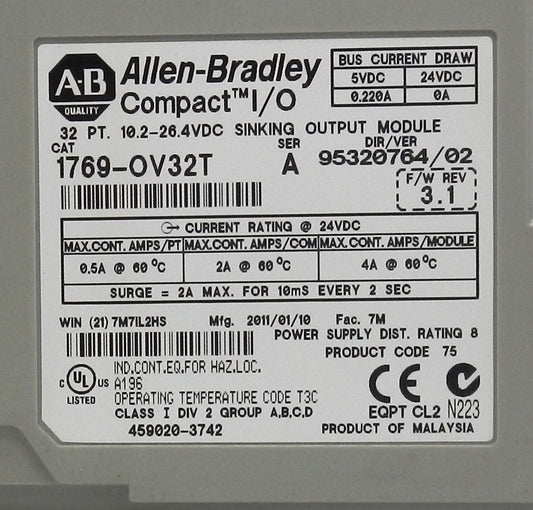 A-B
QUALITY
Allen-Bradley
Compact™ I/O
BUS CURRENT DRAW
5VDC 24VDC
0.220A 0A
32 PT. 10.2-26.4VDC SINKING OUTPUT MODULE
CAT SER DIR/VER
1769-OV32T A 95320764/02
F/W REV
3.1
CURRENT RATING @ 24VDC
MAX.CONT. AMPS/PT MAX.CONT. AMPS/COM MAX.CONT. AMPS/MODULE
0.5A @ 60°C 2A @ 60°C 4A @ 60°C
SURGE = 2A MAX. FOR 10mS EVERY 2 SEC
WIN (21) 7M7IL2HS Mfg. 2011/01/10 Fac. 7M
POWER SUPPLY DIST. RATING 8
PRODUCT CODE 75
IND.CONT.EQ.FOR HAZ.LOC.
C UL US A196
LISTED OPERATING TEMPERATURE CODE T3C
CLASS I DIV 2 GROUP A,B,C,D
459020-3742
CE
EQPT CL2 N223
PRODUCT OF MALAYSIA